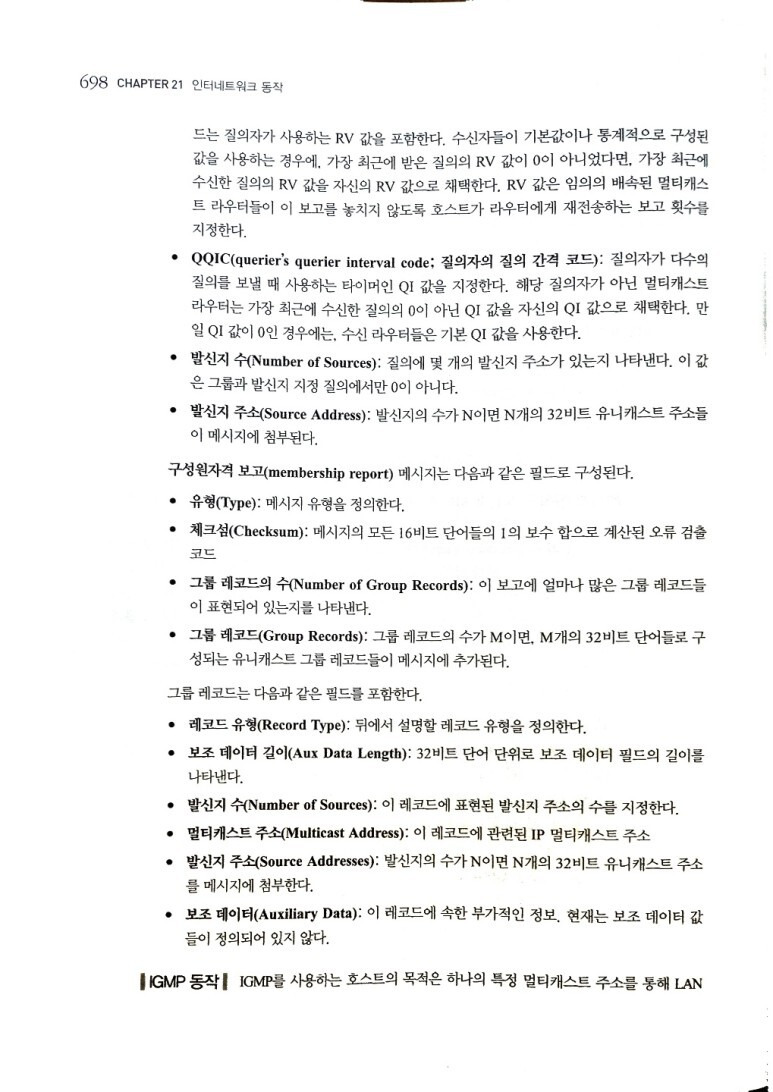 698 CHAPTER 21 인터네트워크 동작
드는 질의자가 사용하는 RV 값을 포함한다. 수신자들이 기본값이나 통계적으로 구성된
값을 사용하는 경우에, 가장 최근에 받은 질의의 RV 값이 0이 아니었다면, 가장 최근에
수신한 질의의 RV 값을 자신의 RV 값으로 채택한다. RV 값은 임의의 배속된 멀티캐스
트 라우터들이 이 보고를 놓치지 않도록 호스트가 라우터에게 재전송하는 보고 횟수를
지정한다.
• QQIC(querier's querier interval code; 질의자의 질의 간격 코드): 질의자가 다수의
질의를 보낼 때 사용하는 타이머인 QI 값을 지정한다. 해당 질의자가 아닌 멀티캐스트
라우터는 가장 최근에 수신한 질의의 0이 아닌 QI 값을 자신의 QI 값으로 채택한다. 만
일 QI 값이 0인 경우에는, 수신 라우터들은 기본 QI 값을 사용한다.
• 발신지 수(Number of Sources): 질의에 몇 개의 발신지 주소가 있는지 나타낸다. 이 값
은 그룹과 발신지 지정 질의에서만 0이 아니다.
• 발신지 주소(Source Address): 발신지의 수가 N이면 N개의 32비트 유니캐스트 주소들
이 메시지에 첨부된다.
구성원자격 보고(membership report) 메시지는 다음과 같은 필드로 구성된다.
• 유형(Type): 메시지 유형을 정의한다.
• 체크섬(Checksum): 메시지의 모든 16비트 단어들의 1의 보수 합으로 계산된 오류 검출
코드
• 그룹 레코드의 수(Number of Group Records): 이 보고에 얼마나 많은 그룹 레코드들
이 표현되어 있는지를 나타낸다.
• 그룹 레코드(Group Records): 그룹 레코드의 수가 M이면, M개의 32비트 단어들로 구
성되는 유니캐스트 그룹 레코드들이 메시지에 추가된다.
그룹 레코드는 다음과 같은 필드를 포함한다.
• 레코드 유형(Record Type): 뒤에서 설명할 레코드 유형을 정의한다.
• 보조 데이터 길이(Aux Data Length): 32비트 단어 단위로 보조 데이터 필드의 길이를
나타낸다.
• 발신지 수(Number of Sources): 이 레코드에 표현된 발신지 주소의 수를 지정한다.
• 멀티캐스트 주소(Multicast Address): 이 레코드에 관련된 IP 멀티캐스트 주소
• 발신지 주소(Source Addresses): 발신지의 수가 N이면 N개의 32비트 유니캐스트 주소
를 메시지에 첨부한다.
• 보조 데이터(Auxiliary Data): 이 레코드에 속한 부가적인 정보. 현재는 보조 데이터 값
들이 정의되어 있지 않다.
IGMP 동작 IGMP를 사용하는 호스트의 목적은 하나의 특정 멀티캐스트 주소를 통해 LAN